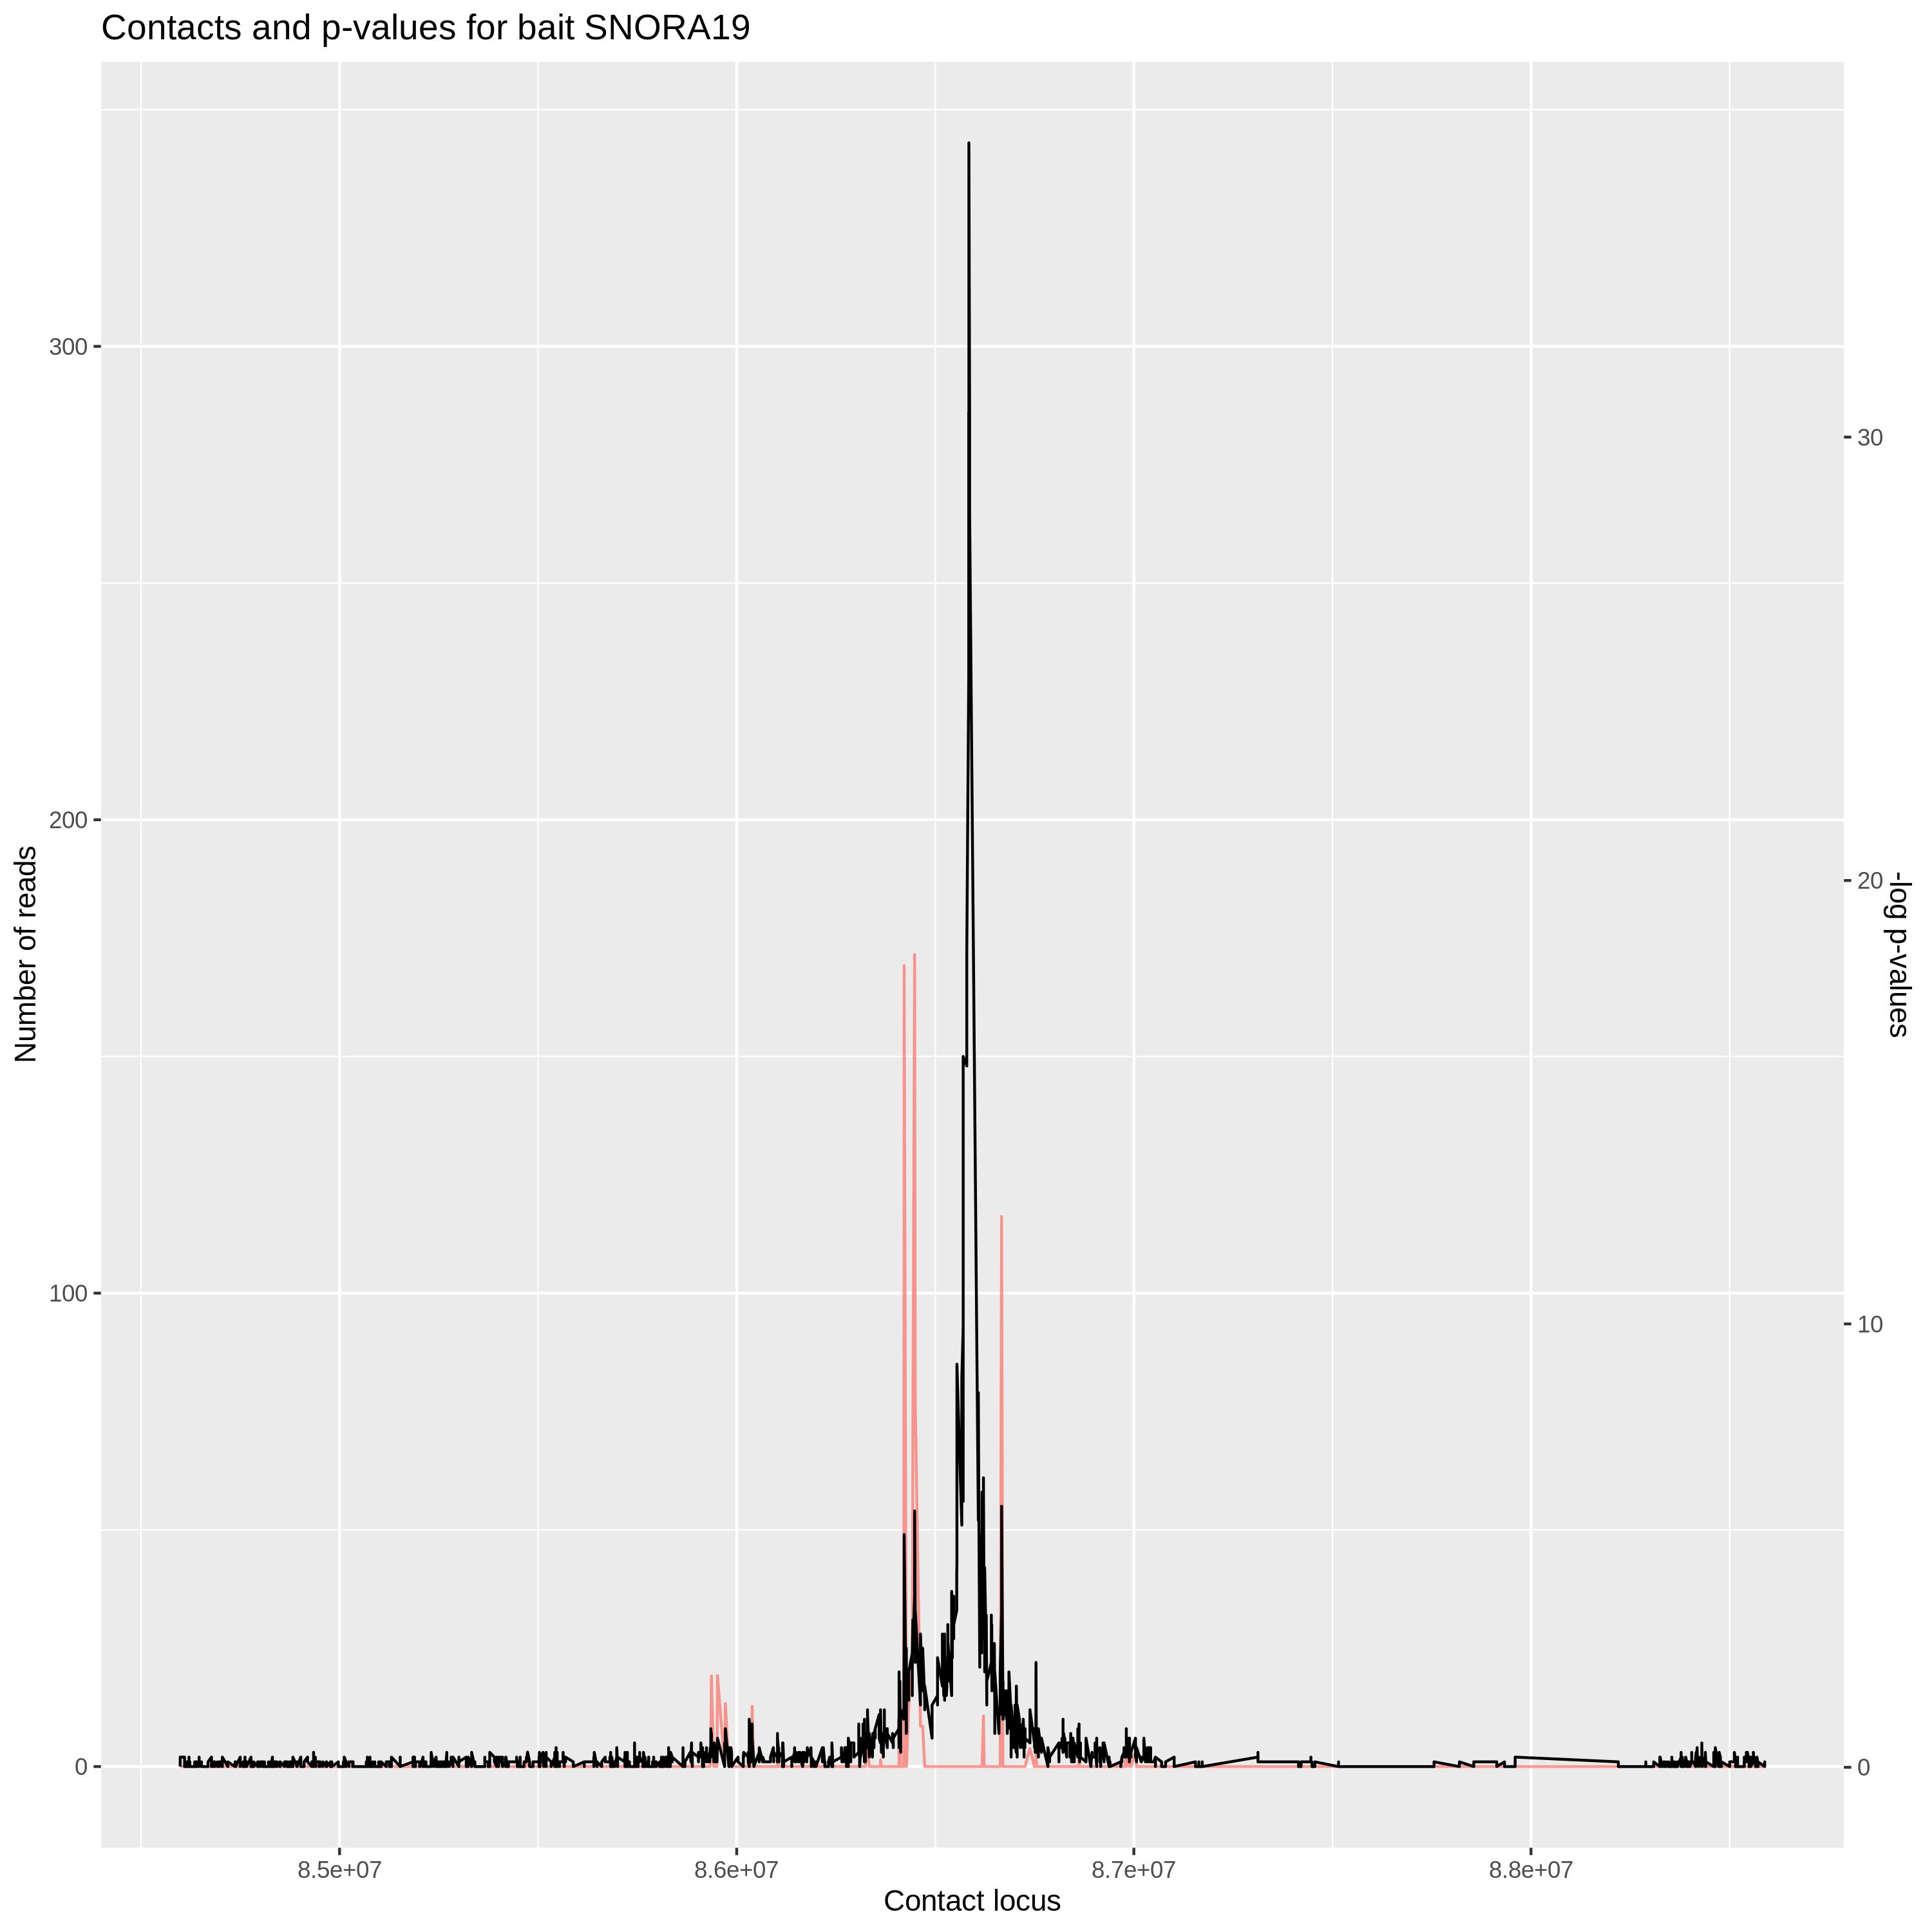 Contacts and p-values for bait SNORA19
300
200
100
0
Number of reads
30
20
10
0
-log p-values
8.5e+07
8.6e+07
8.7e+07
8.8e+07
Contact locus